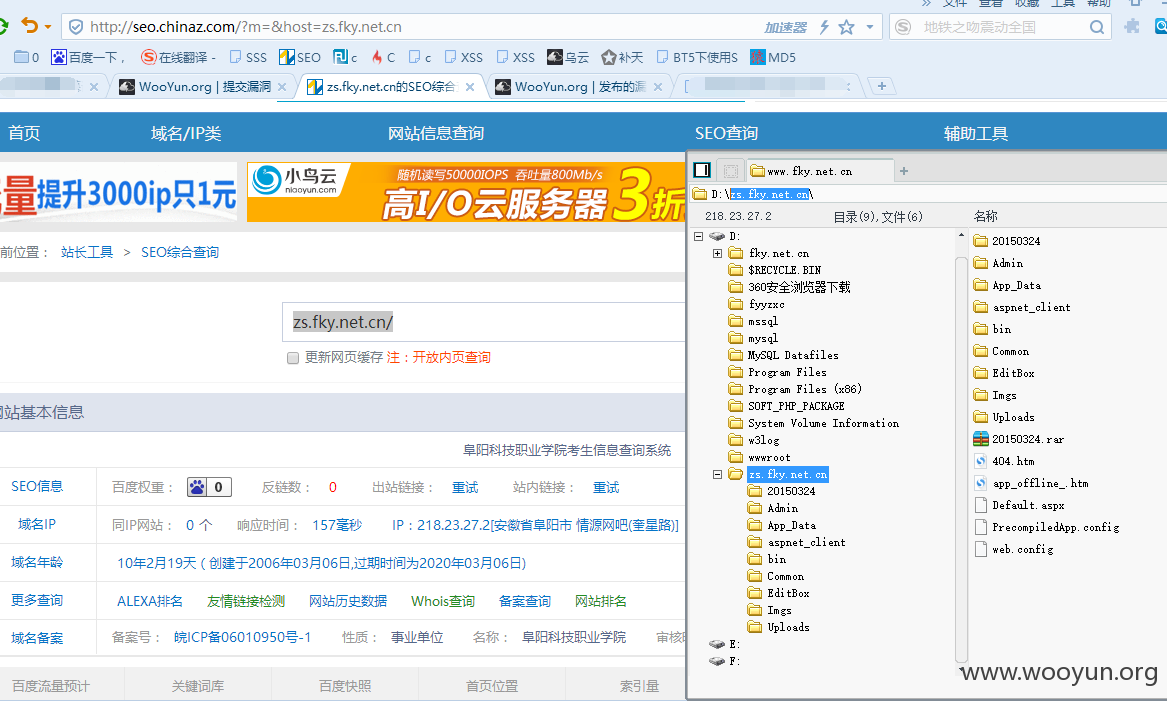 文件 查看 收藏 工具 帮助
http://seo.chinaz.com/?m=&host=zs.fky.net.cn
加速器
地铁之吻震动全国
0 百度一下， 在线翻译 - SSS SEO c C c XSS XSS 乌云 补天 BT5下使用S MD5
WooYun.org | 提交漏洞
zs.fky.net.cn的SEO综合
WooYun.org | 发布的漏
首页 域名/IP类 网站信息查询 SEO查询 辅助工具
量提升3000ip只1元
小鸟云
niaoyun.com
随机读写50000IOPS 吞吐量800Mb/s
高I/O云服务器3折
前位置： 站长工具 > SEO综合查询
zs.fky.net.cn/
更新网页缓存 注：开放内页查询
网站基本信息
阜阳科技职业学院考生信息查询系统
SEO信息 百度权重： 0 反链数： 0 出站链接： 重试 站内链接： 重试
域名IP 同IP网站： 0 个 响应时间： 157毫秒 IP：218.23.27.2[安徽省阜阳市 情源网吧(奎星路)]
域名年龄 10年2月19天 ( 创建于2006年03月06日,过期时间为2020年03月06日)
更多查询 ALEXA排名 友情链接检测 网站历史数据 Whois查询 备案查询 网站排名
域名备案 备案号： 皖ICP备06010950号-1 性质： 事业单位 名称： 阜阳科技职业学院 审核
百度流量预计 关键词库 百度快照 首页位置 索引量
www.fky.net.cn
D:\zs.fky.net.cn\
218.23.27.2 目录(9),文件(6) 名称
D:
fky.net.cn
$RECYCLE.BIN
360安全浏览器下载
fyyzxc
mssql
mysql
MySQL Datafiles
Program Files
Program Files (x86)
SOFT_PHP_PACKAGE
System Volume Information
w3log
wwwroot
zs.fky.net.cn
20150324
Admin
App_Data
aspnet_client
bin
Common
EditBox
Imgs
Uploads
E:
F:
20150324
Admin
App_Data
aspnet_client
bin
Common
EditBox
Imgs
Uploads
20150324.rar
404.htm
app_offline_.htm
Default.aspx
PrecompiledApp.config
web.config
www.wooyun.org